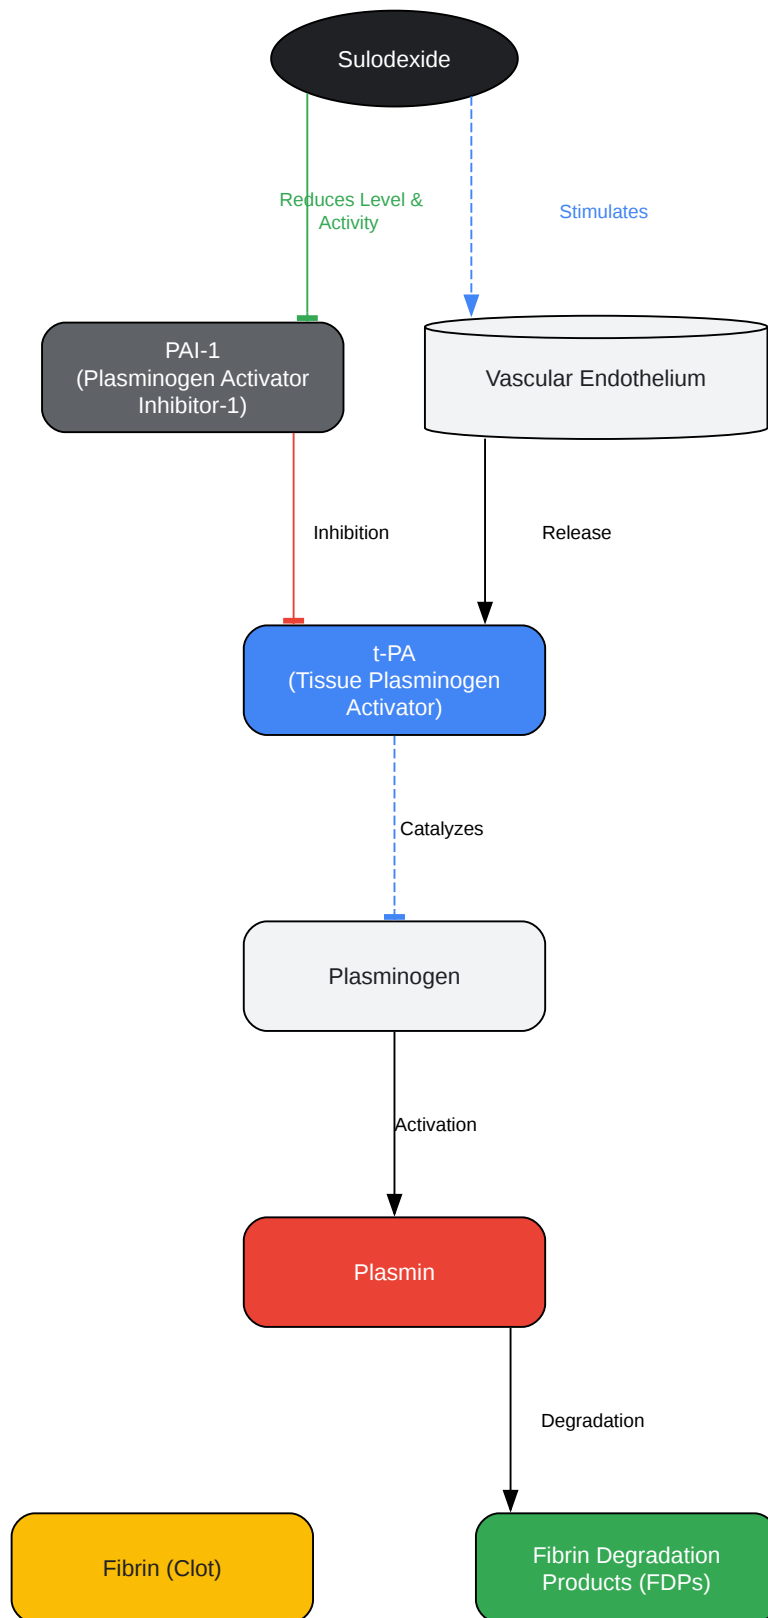 Sulodexide
Reduces Level &
Activity
Stimulates
PAI-1
(Plasminogen Activator
Inhibitor-1)
Vascular Endothelium
Inhibition
Release
t-PA
(Tissue Plasminogen
Activator)
Catalyzes
Plasminogen
Activation
Plasmin
Degradation
Fibrin (Clot)
Fibrin Degradation
Products (FDPs)